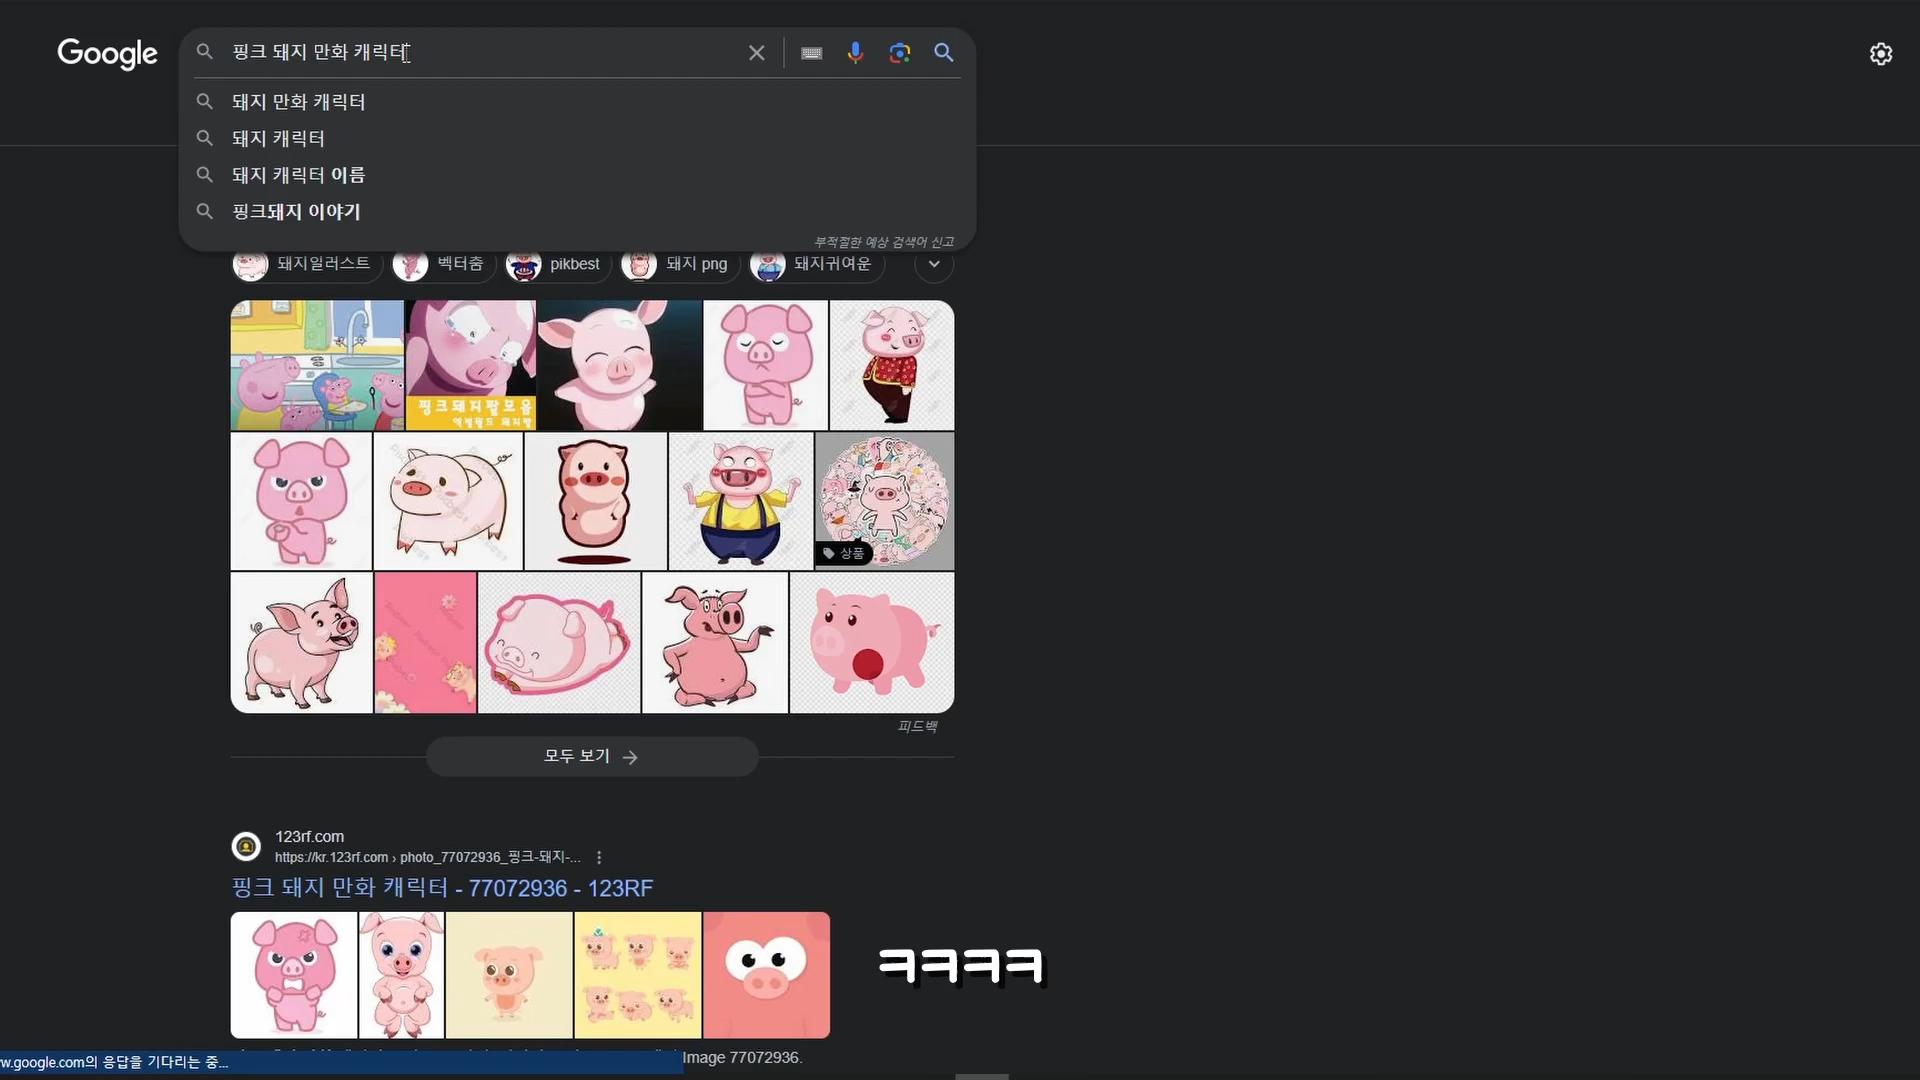 Google
핑크 돼지 만화 캐릭터
돼지 만화 캐릭터
돼지 캐릭터
돼지 캐릭터 이름
핑크돼지 이야기
부적절한 예상 검색어 신고
돼지일러스트
벡터춤
pikbest
돼지 png
돼지귀여운
핑크돼지짤모음
상품
피드백
모두 보기
123rf.com
https://kr.123rf.com › photo_77072936_핑크-돼지-...
핑크 돼지 만화 캐릭터 - 77072936 - 123RF
ㅋㅋㅋㅋ
Image 77072936.
w.google.com의 응답을 기다리는 중...